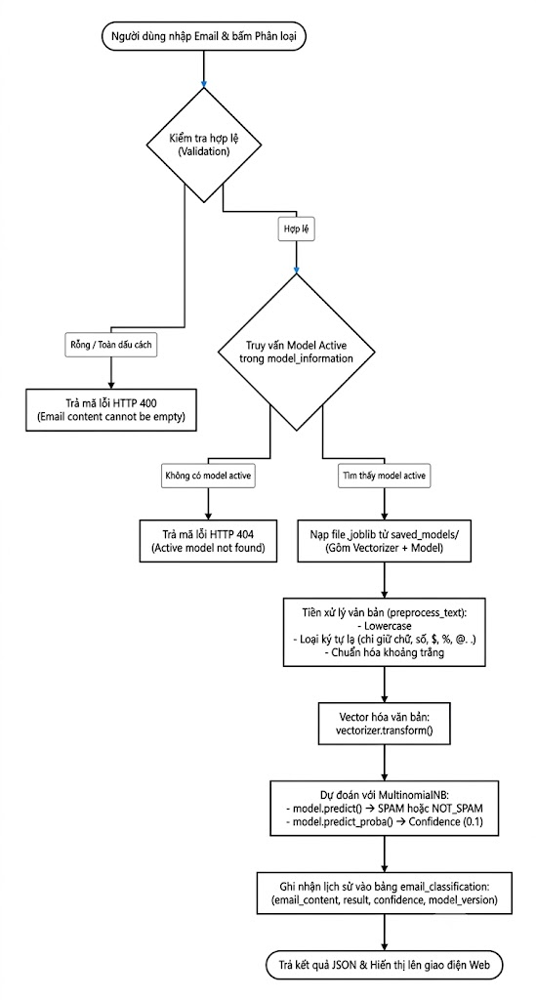 Người dùng nhập Email & bấm Phân loại
Kiểm tra hợp lệ
(Validation)
Hợp lệ
Rỗng / Toàn dấu cách
Truy vấn Model Active
trong model_information
Trả mã lỗi HTTP 400
(Email content cannot be empty)
Không có model active
Tìm thấy model active
Trả mã lỗi HTTP 404
(Active model not found)
Nạp file .joblib từ saved_models/
(Gồm Vectorizer + Model)
Tiền xử lý văn bản (preprocess_text):
- Lowercase
- Loại ký tự lạ (chỉ giữ chữ, số, $, %, @. .)
- Chuẩn hóa khoảng trắng
Vector hóa văn bản:
vectorizer.transform()
Dự đoán với MultinomialNB:
- model.predict() → SPAM hoặc NOT_SPAM
- model.predict_proba() → Confidence (0.1)
Ghi nhận lịch sử vào bảng email_classification:
(email_content, result, confidence, model_version)
Trả kết quả JSON & Hiển thị lên giao diện Web